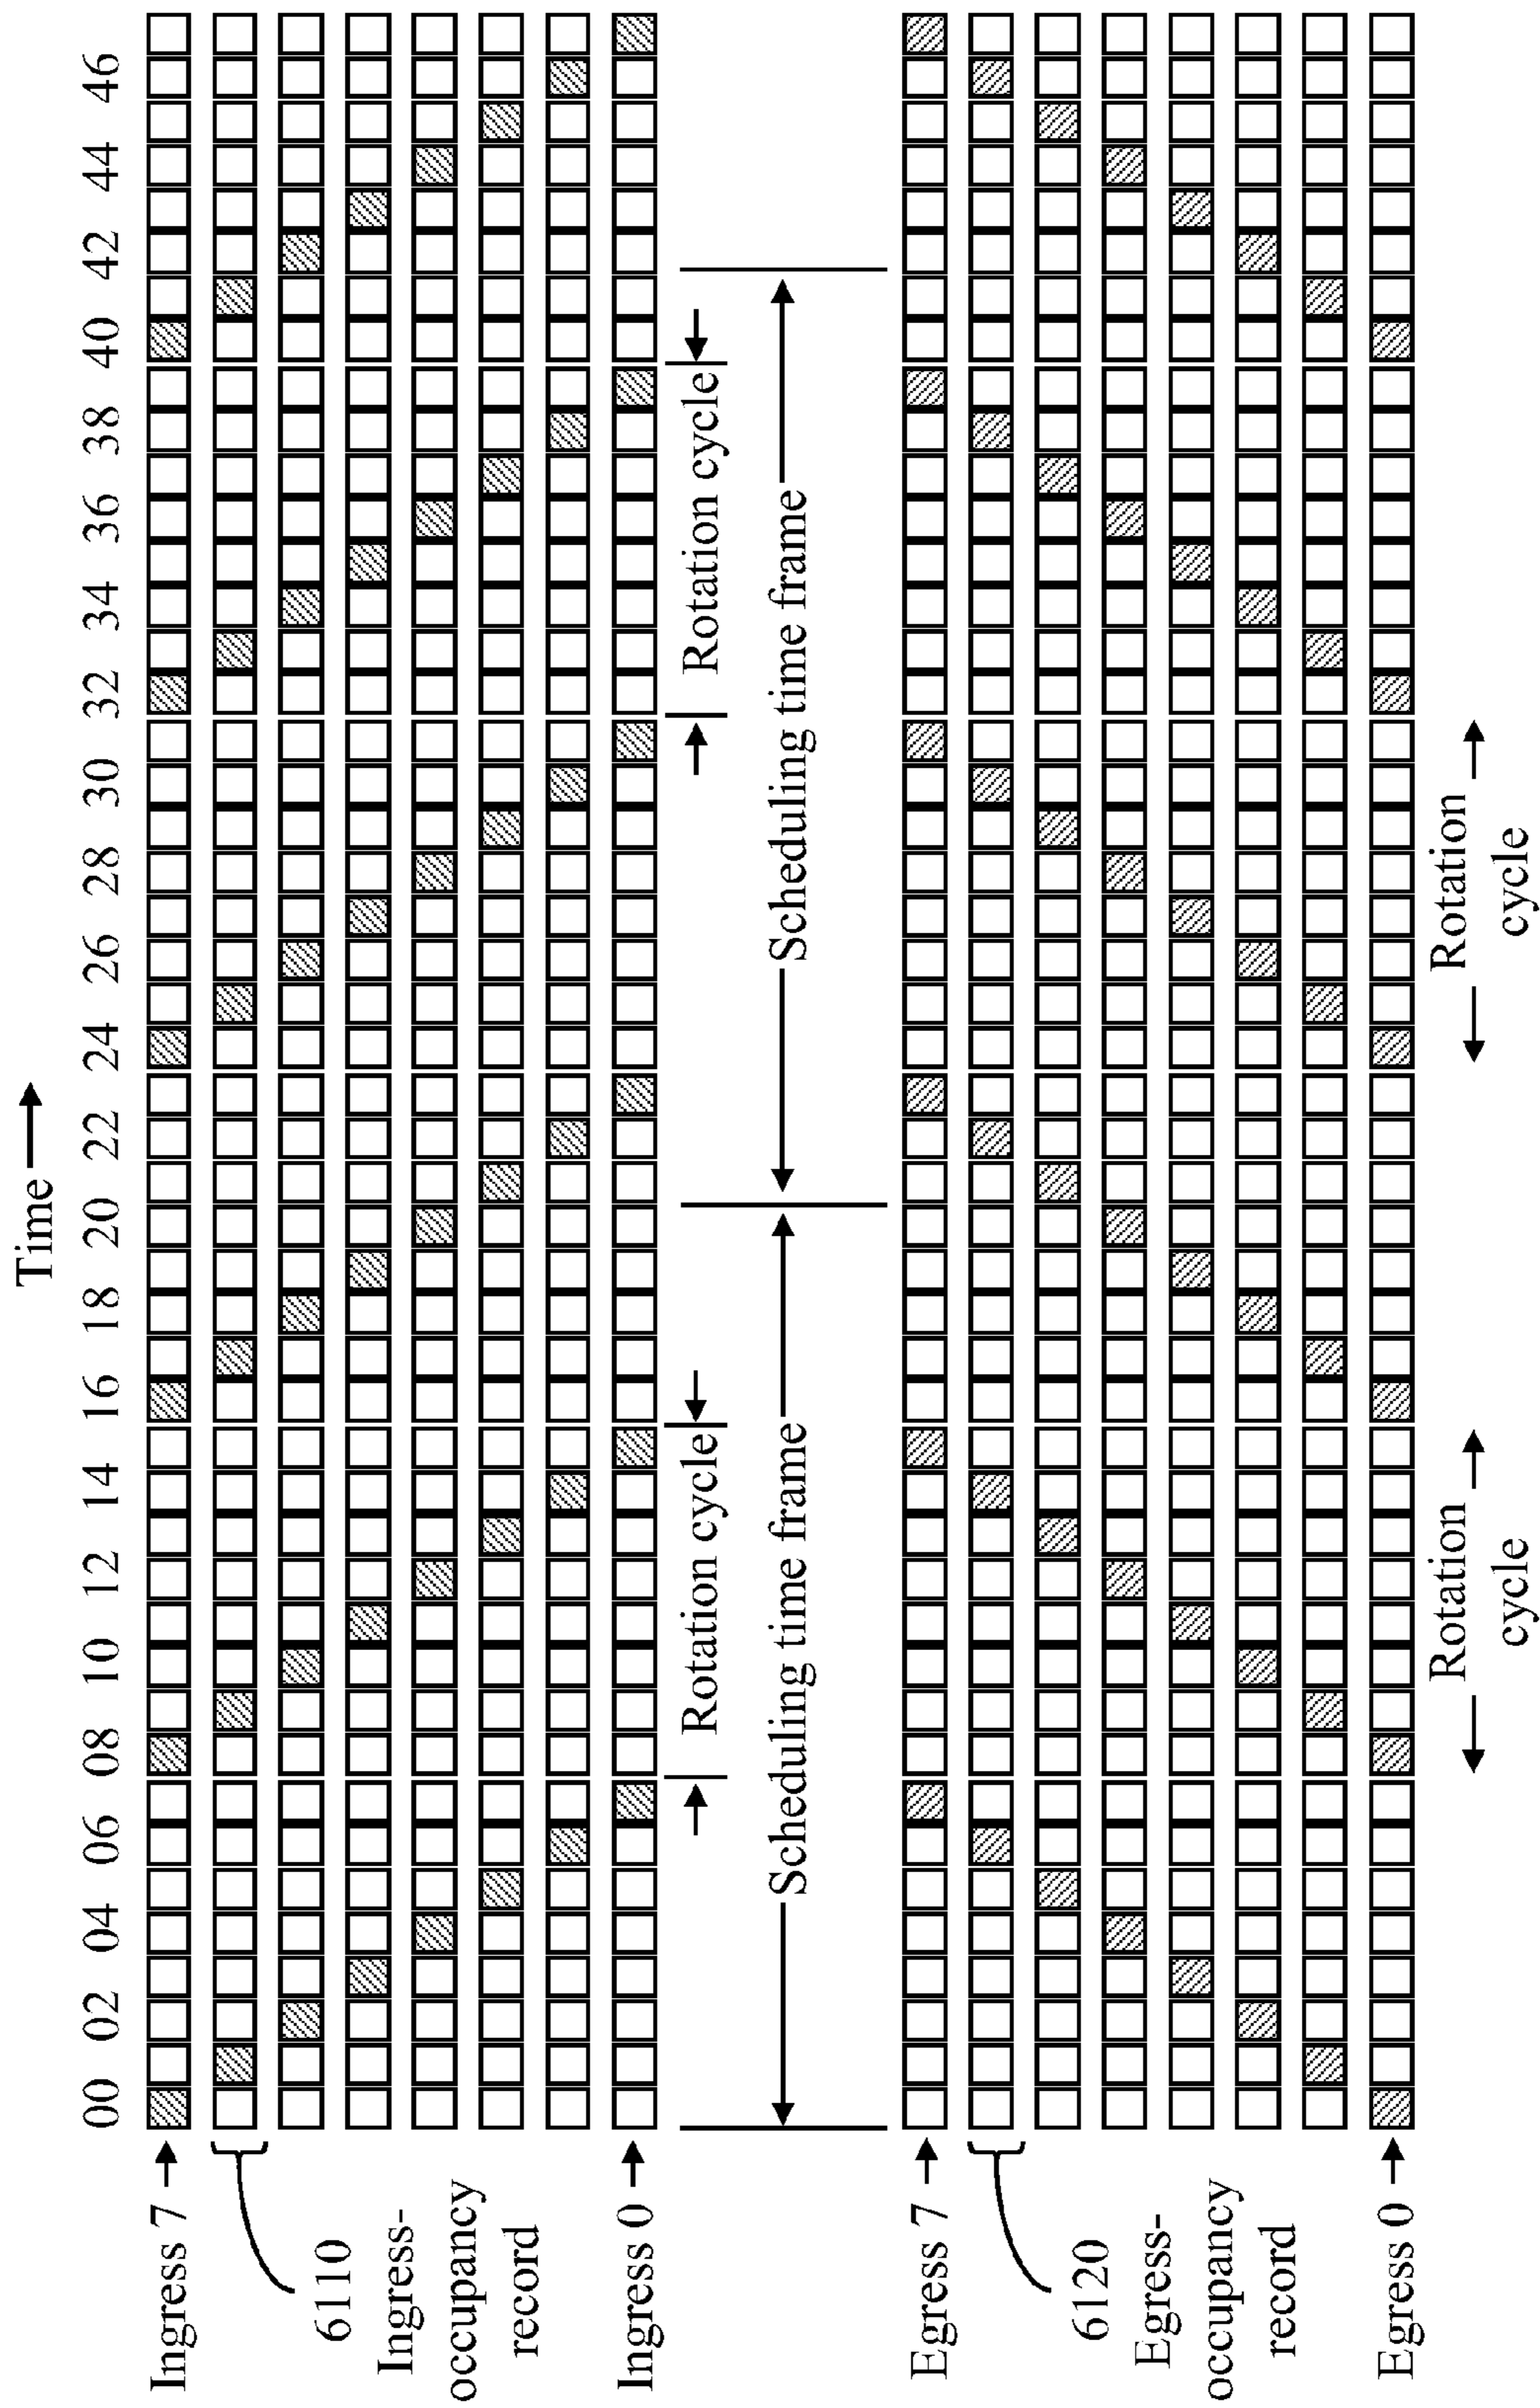 Time
00 02 04 06 08 10 12 14 16 18 20 22 24 26 28 30 32 34 36 38 40 42 44 46
Ingress 7
6110
Ingress-
occupancy
record
Ingress 0
Rotation cycle
Rotation cycle
Scheduling time frame
Scheduling time frame
Egress 7
6120
Egress-
occupancy
record
Egress 0
Rotation
cycle
Rotation
cycle